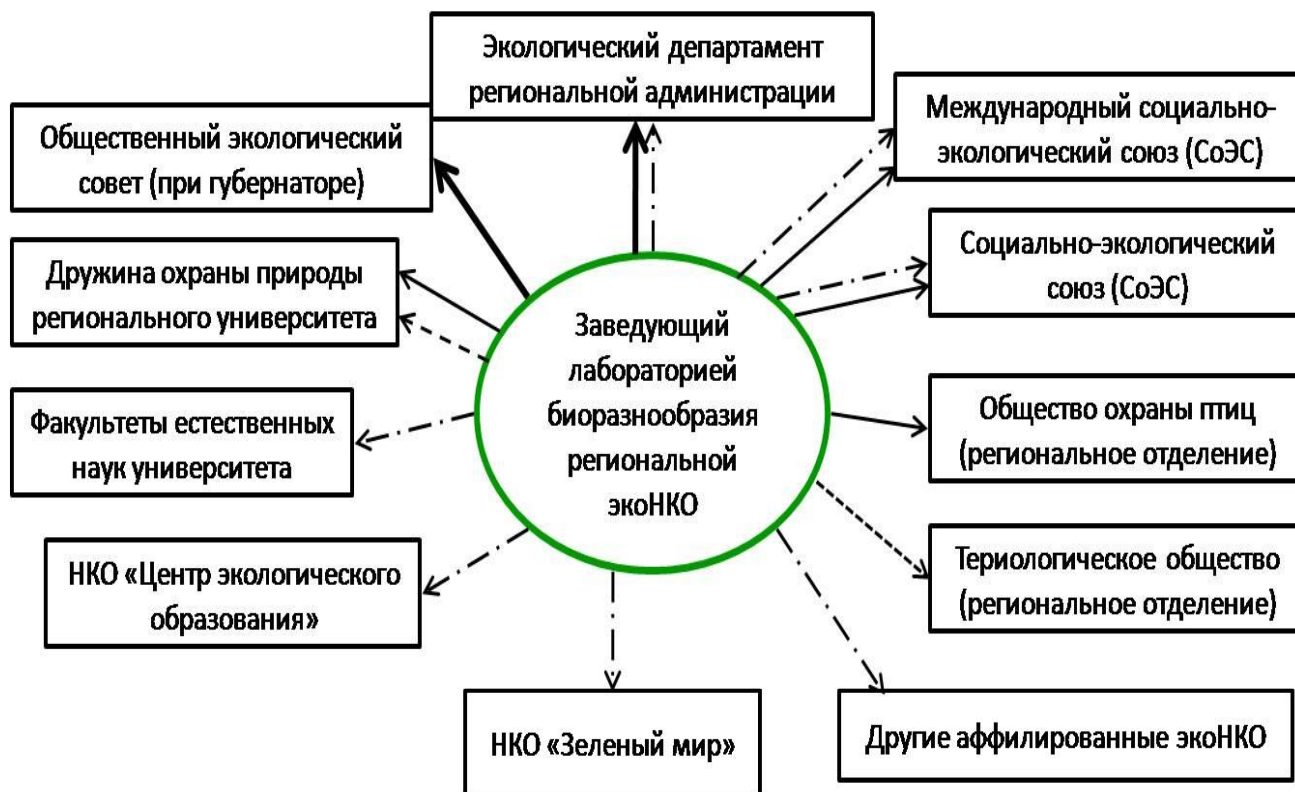 Экологический департамент
региональной администрации
Общественный экологический
совет (при губернаторе)
Международный социально-
экологический союз (СоЭС)
Дружина охраны природы
регионального университета
Социально-экологический
союз (СоЭС)
Заведующий
лабораторией
биоразнообразия
региональной
экоНКО
Факультеты естественных
наук университета
Общество охраны птиц
(региональное отделение)
НКО «Центр экологического
образования»
Териологическое общество
(региональное отделение)
НКО «Зеленый мир»
Другие аффилированные экоНКО